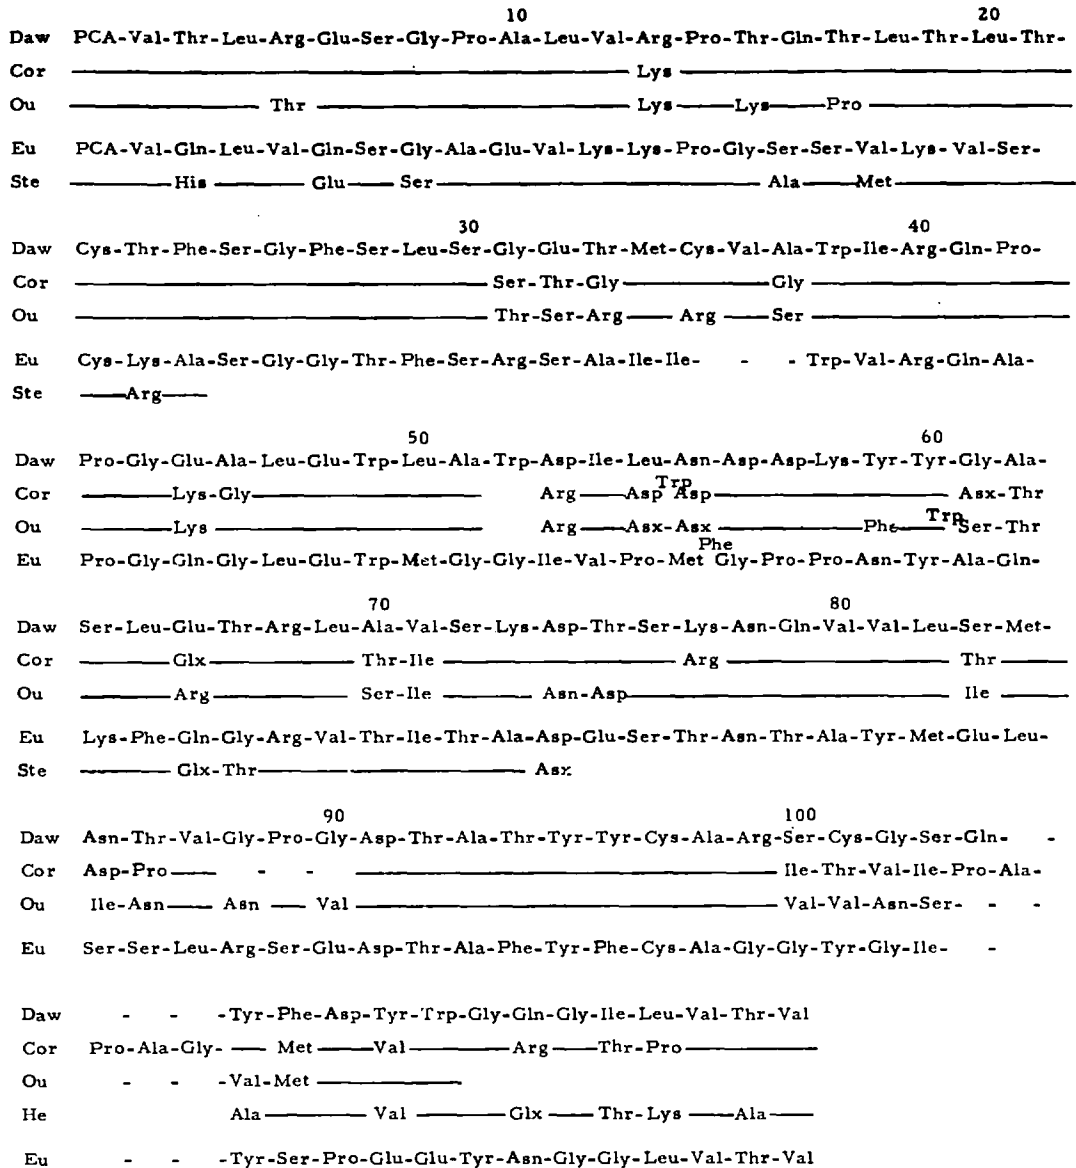 10 20
Daw PCA-Val-Thr-Leu-Arg-Glu-Ser-Gly-Pro-Ala-Leu-Val-Arg-Pro-Thr-Gln-Thr-Leu-Thr-Leu-Thr-
Cor Lys
Ou Thr Lys Lys Pro
Eu PCA-Val-Gln-Leu-Val-Gln-Ser-Gly-Ala-Glu-Val-Lys-Lys-Pro-Gly-Ser-Ser-Val-Lys-Val-Ser-
Ste His Glu Ser Ala Met
30 40
Daw Cys-Thr-Phe-Ser-Gly-Phe-Ser-Leu-Ser-Gly-Glu-Thr-Met-Cys-Val-Ala-Trp-Ile-Arg-Gln-Pro-
Cor Ser-Thr-Gly Gly
Ou Thr-Ser-Arg Arg Ser
Eu Cys-Lys-Ala-Ser-Gly-Gly-Thr-Phe-Ser-Arg-Ser-Ala-Ile-Ile- - - Trp-Val-Arg-Gln-Ala-
Ste Arg
50 60
Daw Pro-Gly-Glu-Ala-Leu-Glu-Trp-Leu-Ala-Trp-Asp-Ile-Leu-Asn-Asp-Asp-Lys-Tyr-Tyr-Gly-Ala-
Cor Lys-Gly Arg Asp Trp Asp Asx-Thr
Ou Lys Arg Asx-Asx Phe Trp Ser-Thr
Eu Pro-Gly-Gln-Gly-Leu-Glu-Trp-Met-Gly-Gly-Ile-Val-Pro-Met Phe Gly-Pro-Pro-Asn-Tyr-Ala-Gln-
70 80
Daw Ser-Leu-Glu-Thr-Arg-Leu-Ala-Val-Ser-Lys-Asp-Thr-Ser-Lys-Asn-Gln-Val-Val-Leu-Ser-Met-
Cor Glx Thr-Ile Arg Thr
Ou Arg Ser-Ile Asn-Asp Ile
Eu Lys-Phe-Gln-Gly-Arg-Val-Thr-Ile-Thr-Ala-Asp-Glu-Ser-Thr-Asn-Thr-Ala-Tyr-Met-Glu-Leu-
Ste Glx-Thr Asx
90 100
Daw Asn-Thr-Val-Gly-Pro-Gly-Asp-Thr-Ala-Thr-Tyr-Tyr-Cys-Ala-Arg-Ser-Cys-Gly-Ser-Gln- -
Cor Asp-Pro - - Ile-Thr-Val-Ile-Pro-Ala-
Ou Ile-Asn Asn Val Val-Val-Asn-Ser- - -
Eu Ser-Ser-Leu-Arg-Ser-Glu-Asp-Thr-Ala-Phe-Tyr-Phe-Cys-Ala-Gly-Gly-Tyr-Gly-Ile- -
Daw - - -Tyr-Phe-Asp-Tyr-Trp-Gly-Gln-Gly-Ile-Leu-Val-Thr-Val
Cor Pro-Ala-Gly- Met Val Arg Thr-Pro
Ou - - -Val-Met
He Ala Val Glx Thr-Lys Ala
Eu - - -Tyr-Ser-Pro-Glu-Glu-Tyr-Asn-Gly-Gly-Leu-Val-Thr-Val